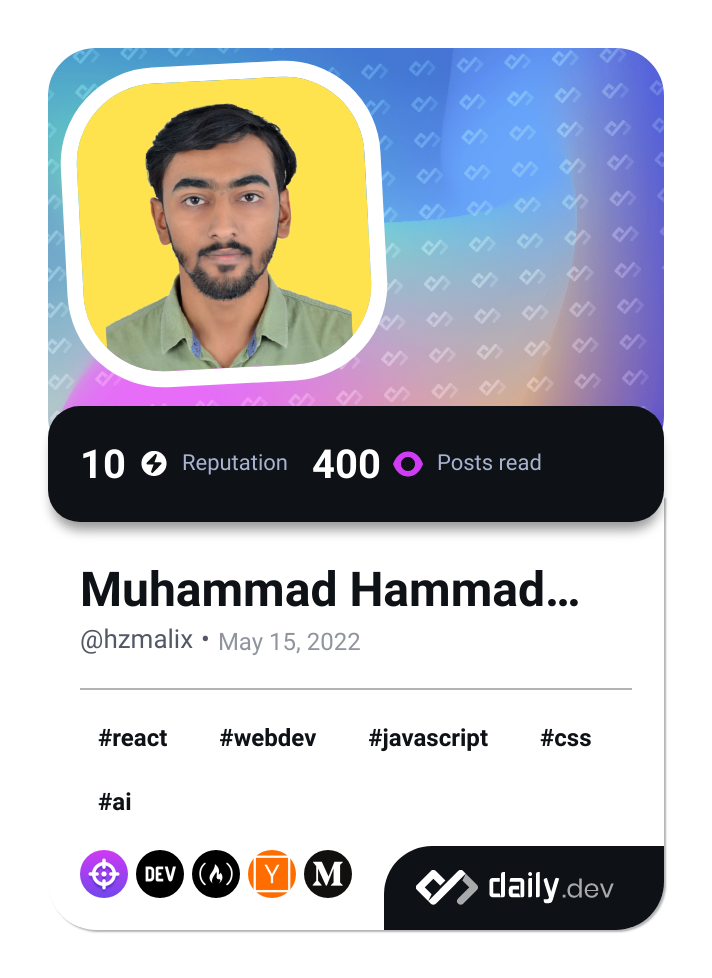 10 Reputation 400 Posts read
Muhammad Hammad...
@hzmalix • May 15, 2022
#react #webdev #javascript #css
#ai
DEV Y M daily.dev